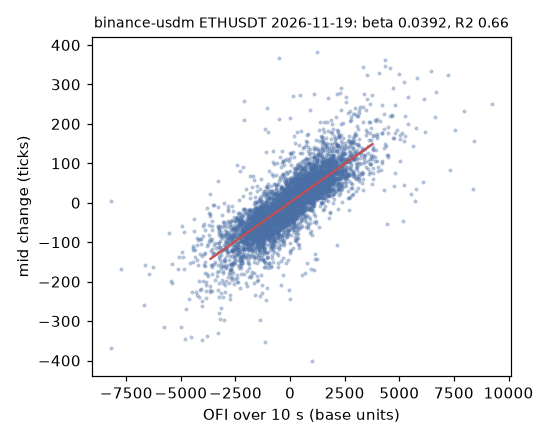 binance-usdm ETHUSDT 2026-11-19: beta 0.0392, R2 0.66
400
300
200
100
0
−100
−200
−300
−400
mid change (ticks)
−7500 −5000 −2500 0 2500 5000 7500 10000
OFI over 10 s (base units)